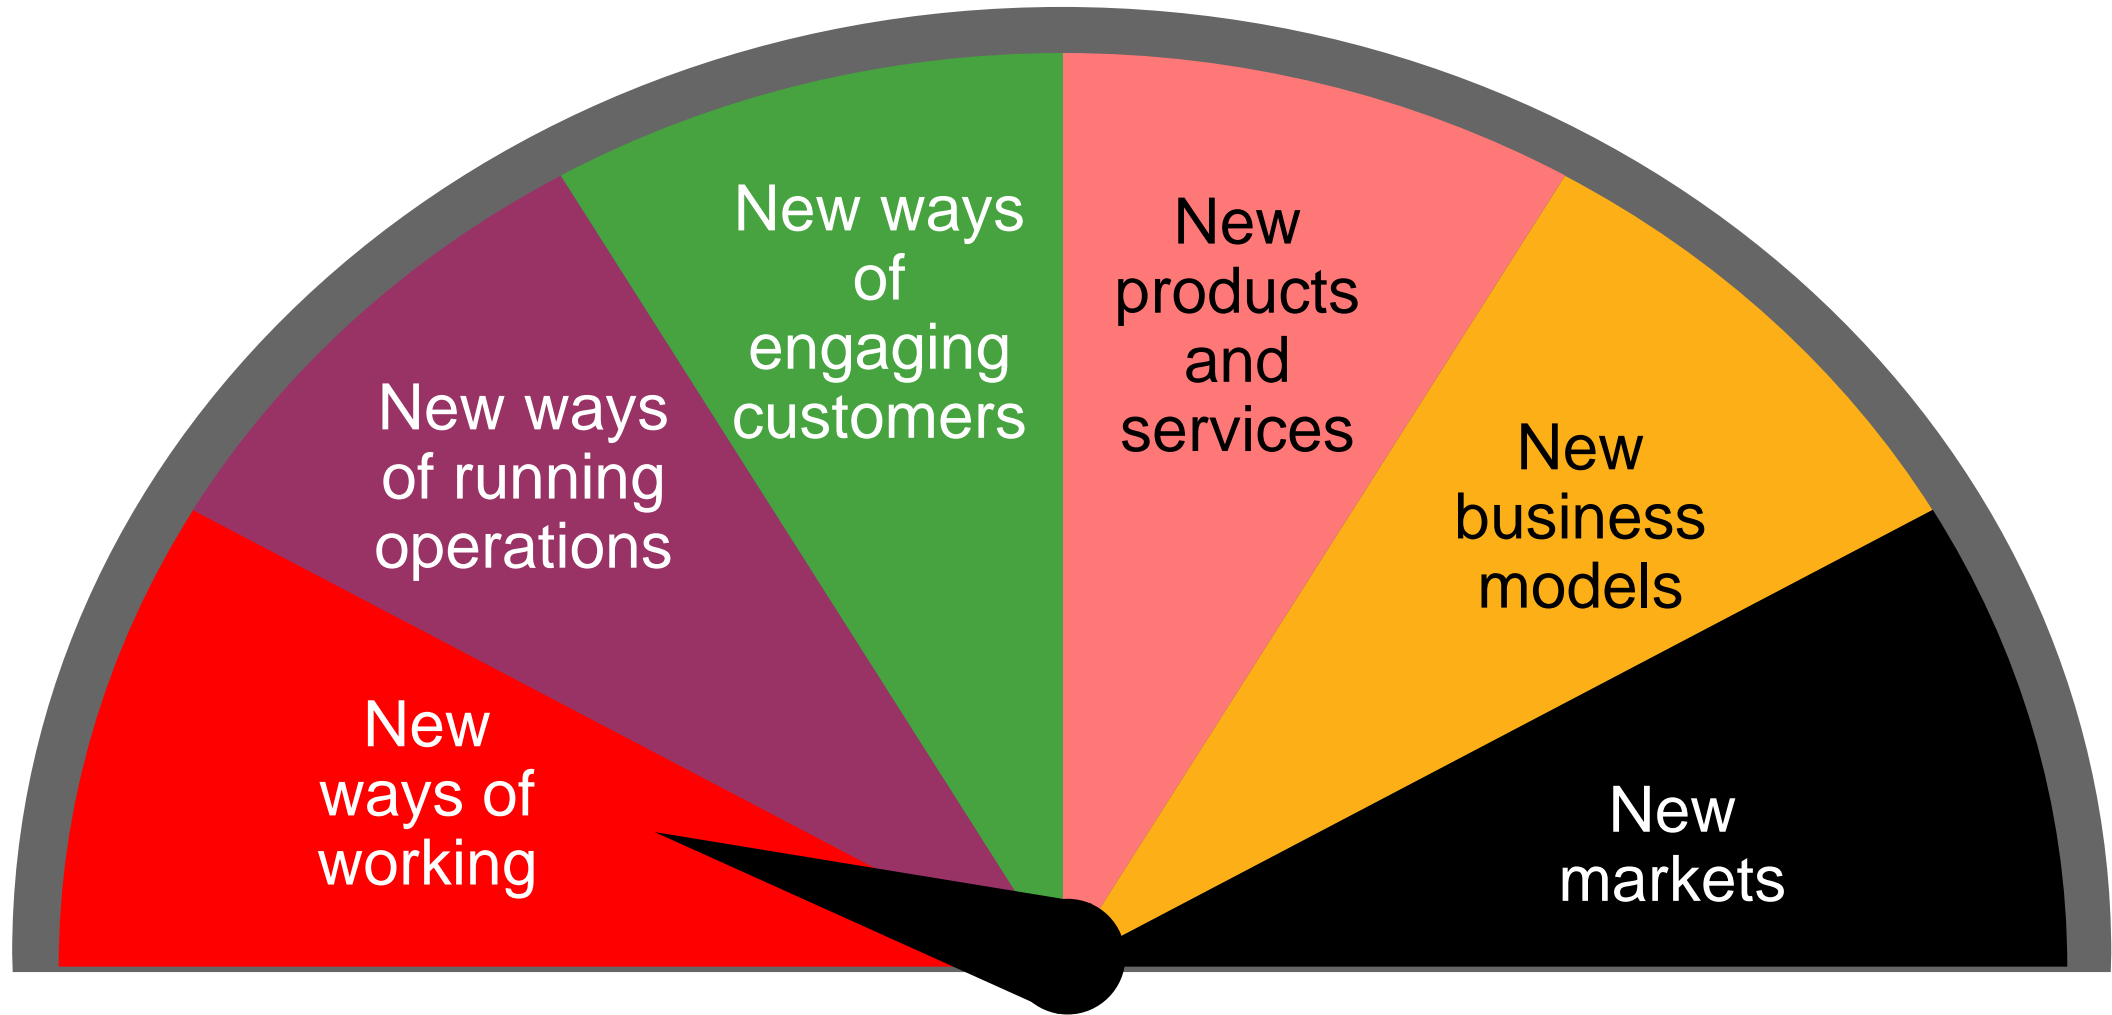 New
ways of
working
New ways
of running
operations
New ways
of
engaging
customers
New
products
and
services
New
business
models
New
markets